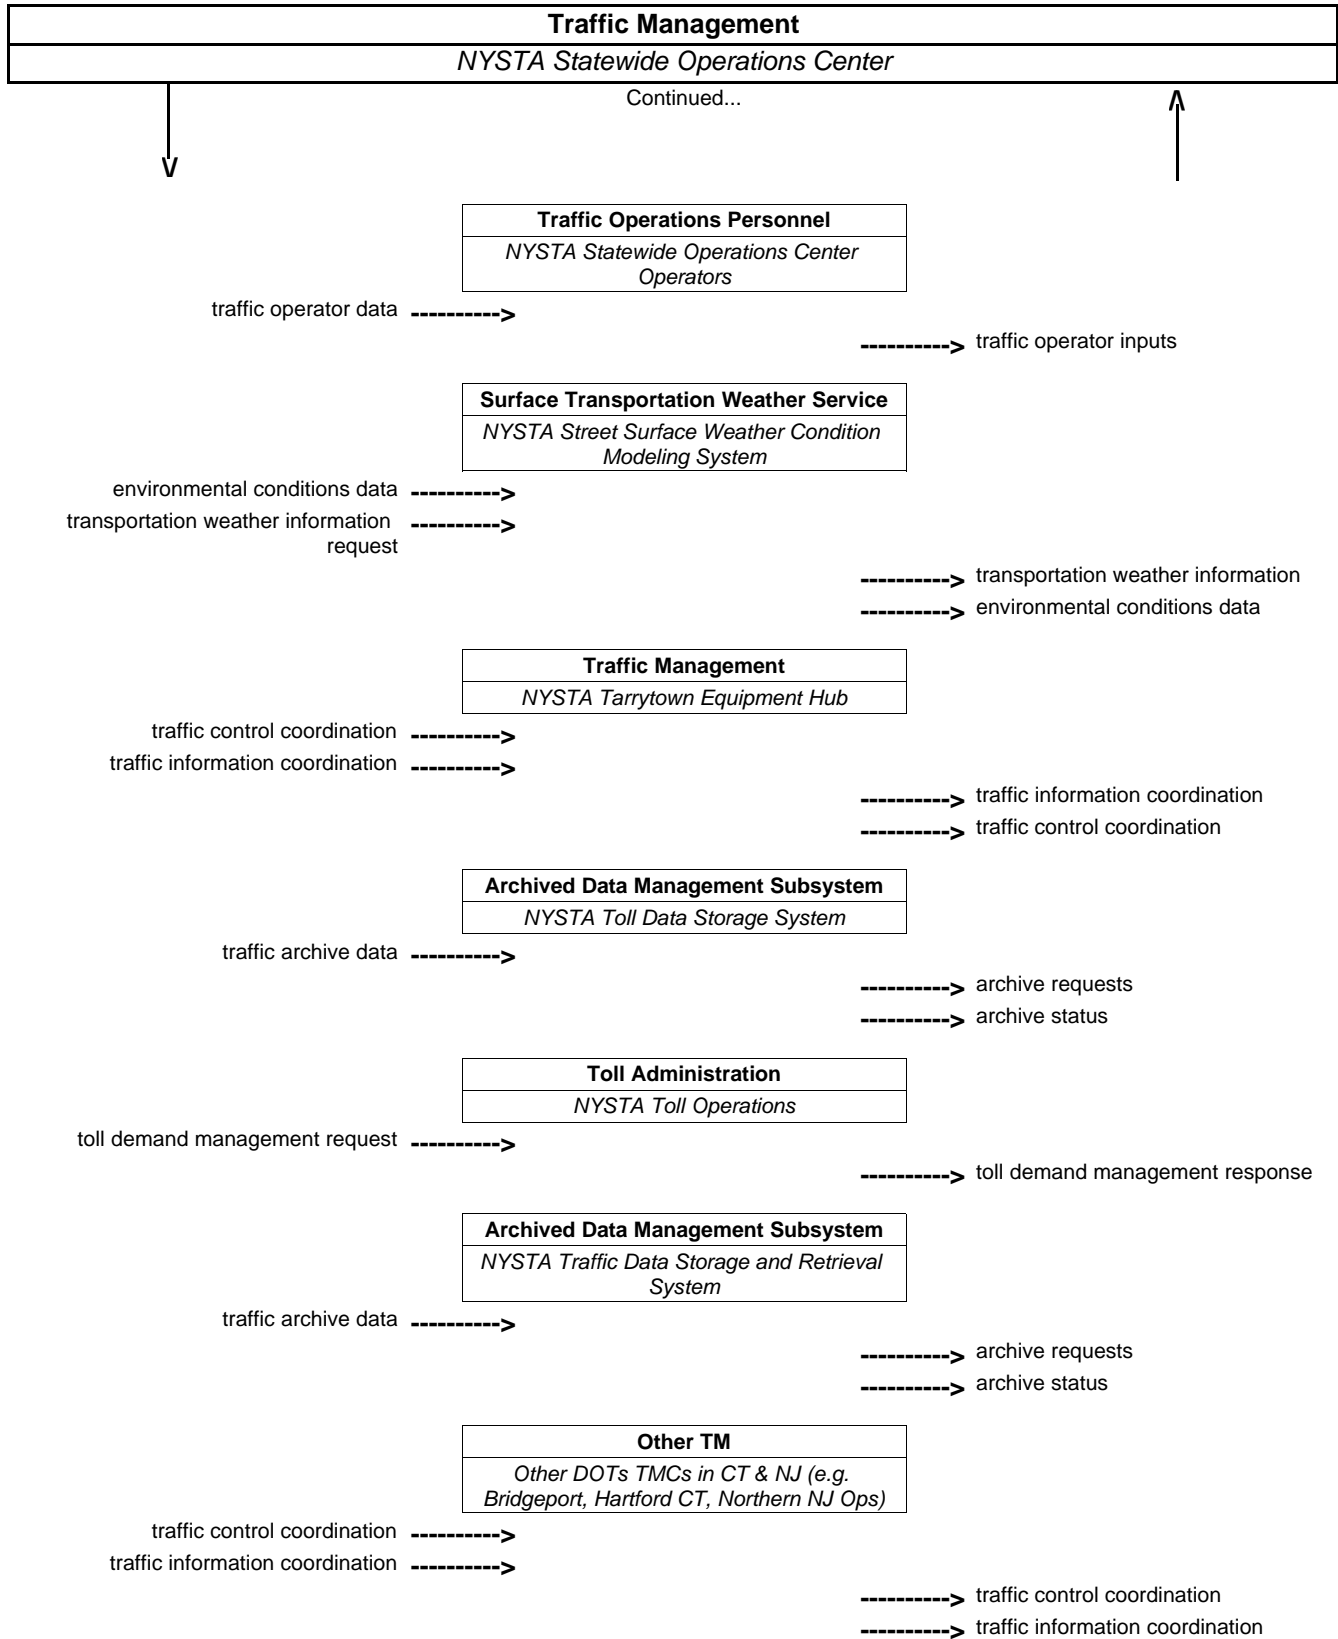 Traffic Management
NYSTA Statewide Operations Center
Continued...
Traffic Operations Personnel
NYSTA Statewide Operations Center
Operators
traffic operator data
traffic operator inputs
Surface Transportation Weather Service
NYSTA Street Surface Weather Condition
Modeling System
environmental conditions data
transportation weather information
request
transportation weather information
environmental conditions data
Traffic Management
NYSTA Tarrytown Equipment Hub
traffic control coordination
traffic information coordination
traffic information coordination
traffic control coordination
Archived Data Management Subsystem
NYSTA Toll Data Storage System
traffic archive data
archive requests
archive status
Toll Administration
NYSTA Toll Operations
toll demand management request
toll demand management response
Archived Data Management Subsystem
NYSTA Traffic Data Storage and Retrieval
System
traffic archive data
archive requests
archive status
Other TM
Other DOTs TMCs in CT & NJ (e.g.
Bridgeport, Hartford CT, Northern NJ Ops)
traffic control coordination
traffic information coordination
traffic control coordination
traffic information coordination